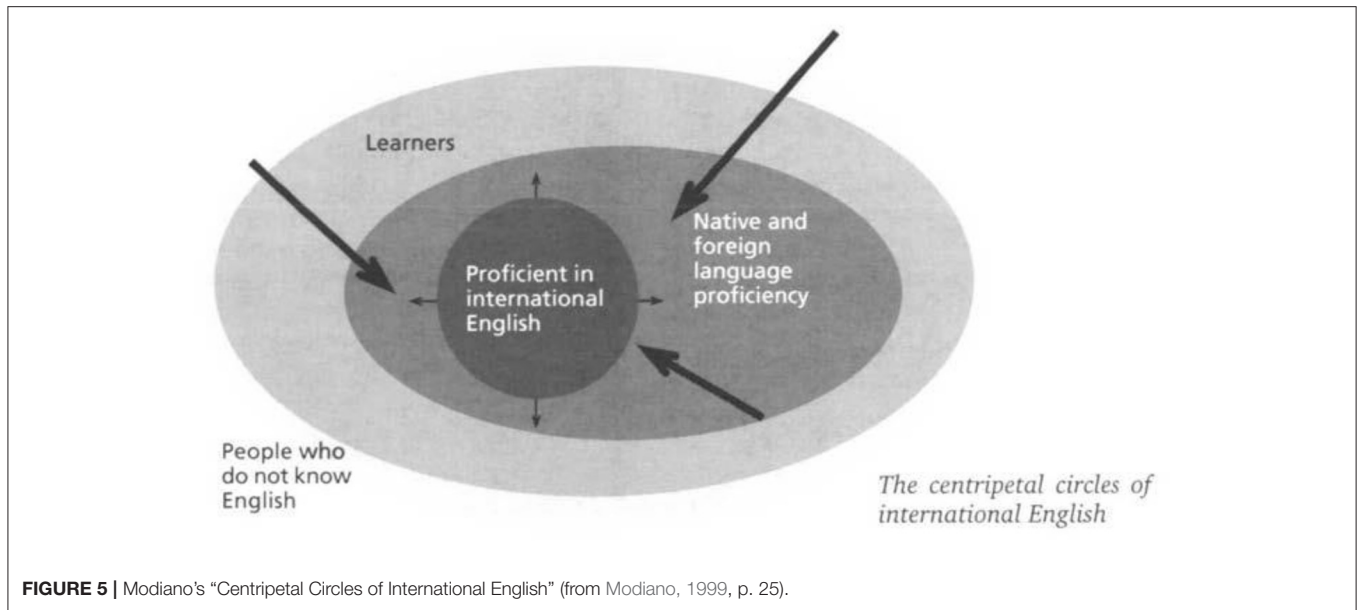 Learners
Native and
foreign
language
proficiency
Proficient in
international
English
People who
do not know
English
The centripetal circles of
international English
FIGURE 5 | Modiano's “Centripetal Circles of International English” (from Modiano, 1999, p. 25).